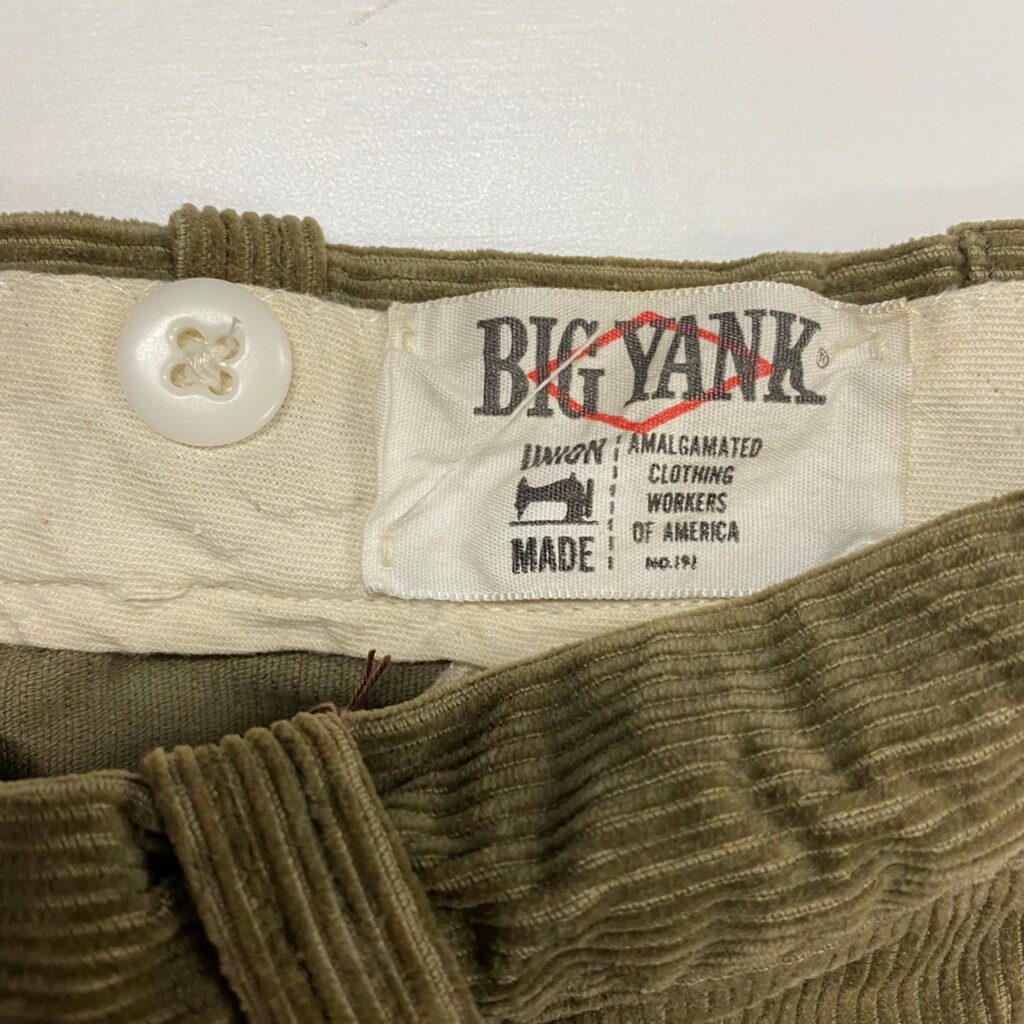 BIG YANK®
UNION
MADE
AMALGAMATED
CLOTHING
WORKERS
OF AMERICA
NO.191